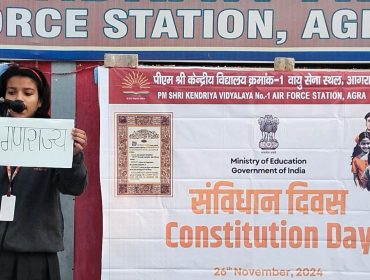 FORCE STATION, AGRA
पीएम श्री केन्द्रीय विद्यालय क्रमांक-1 वायु सेना स्थल, आगरा
PM SHRI KENDRIYA VIDYALAYA No.-1 AIR FORCE STATION, AGRA
गणराज्य
Ministry of Education
Government of India
संविधान दिवस
Constitution Day
26th November, 2024